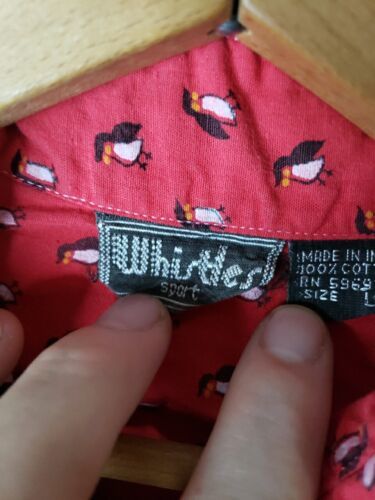 Whistles
sport
MADE IN IN
100% COTT
RN 5969
SIZE L